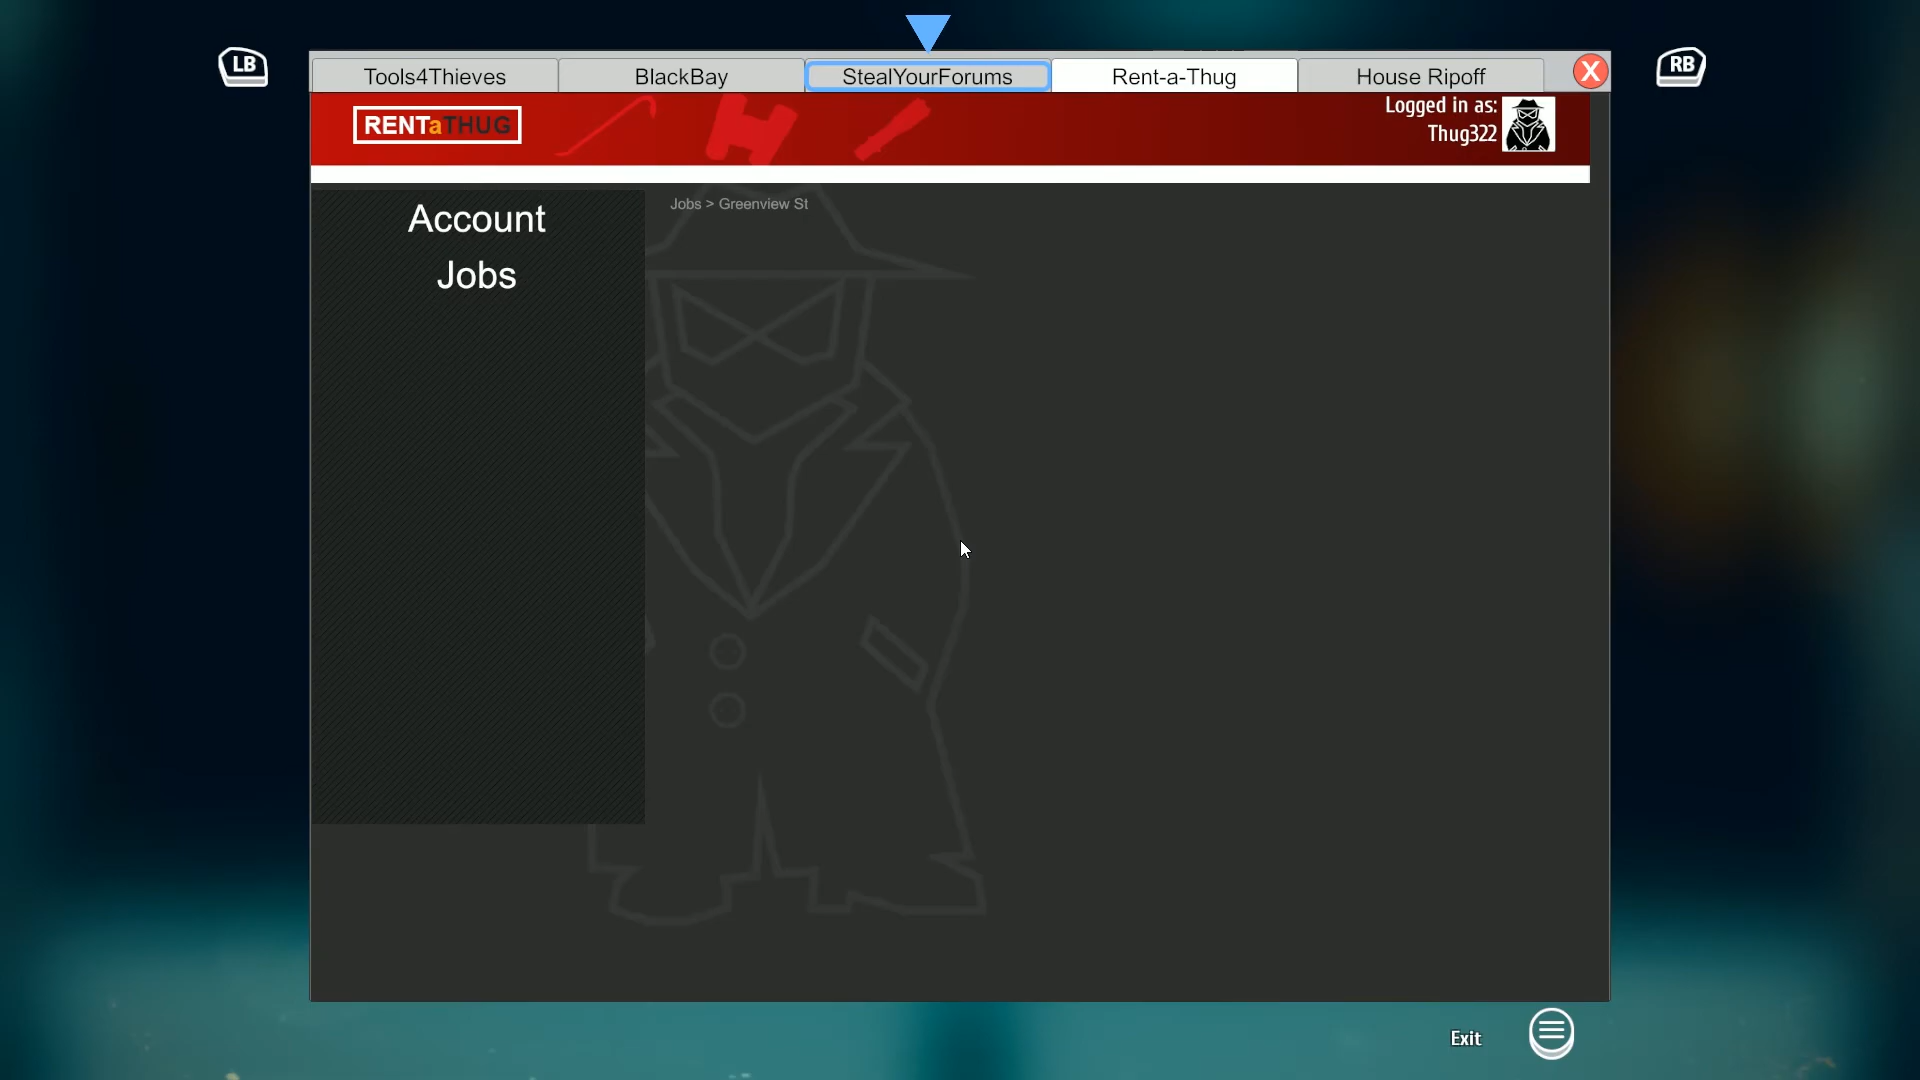 LB
RB
Tools4Thieves
BlackBay
StealYourForums
Rent-a-Thug
House Ripoff
X
RENTaTHUG
Logged in as:
Thug322
Account
Jobs
Jobs > Greenview St
Exit